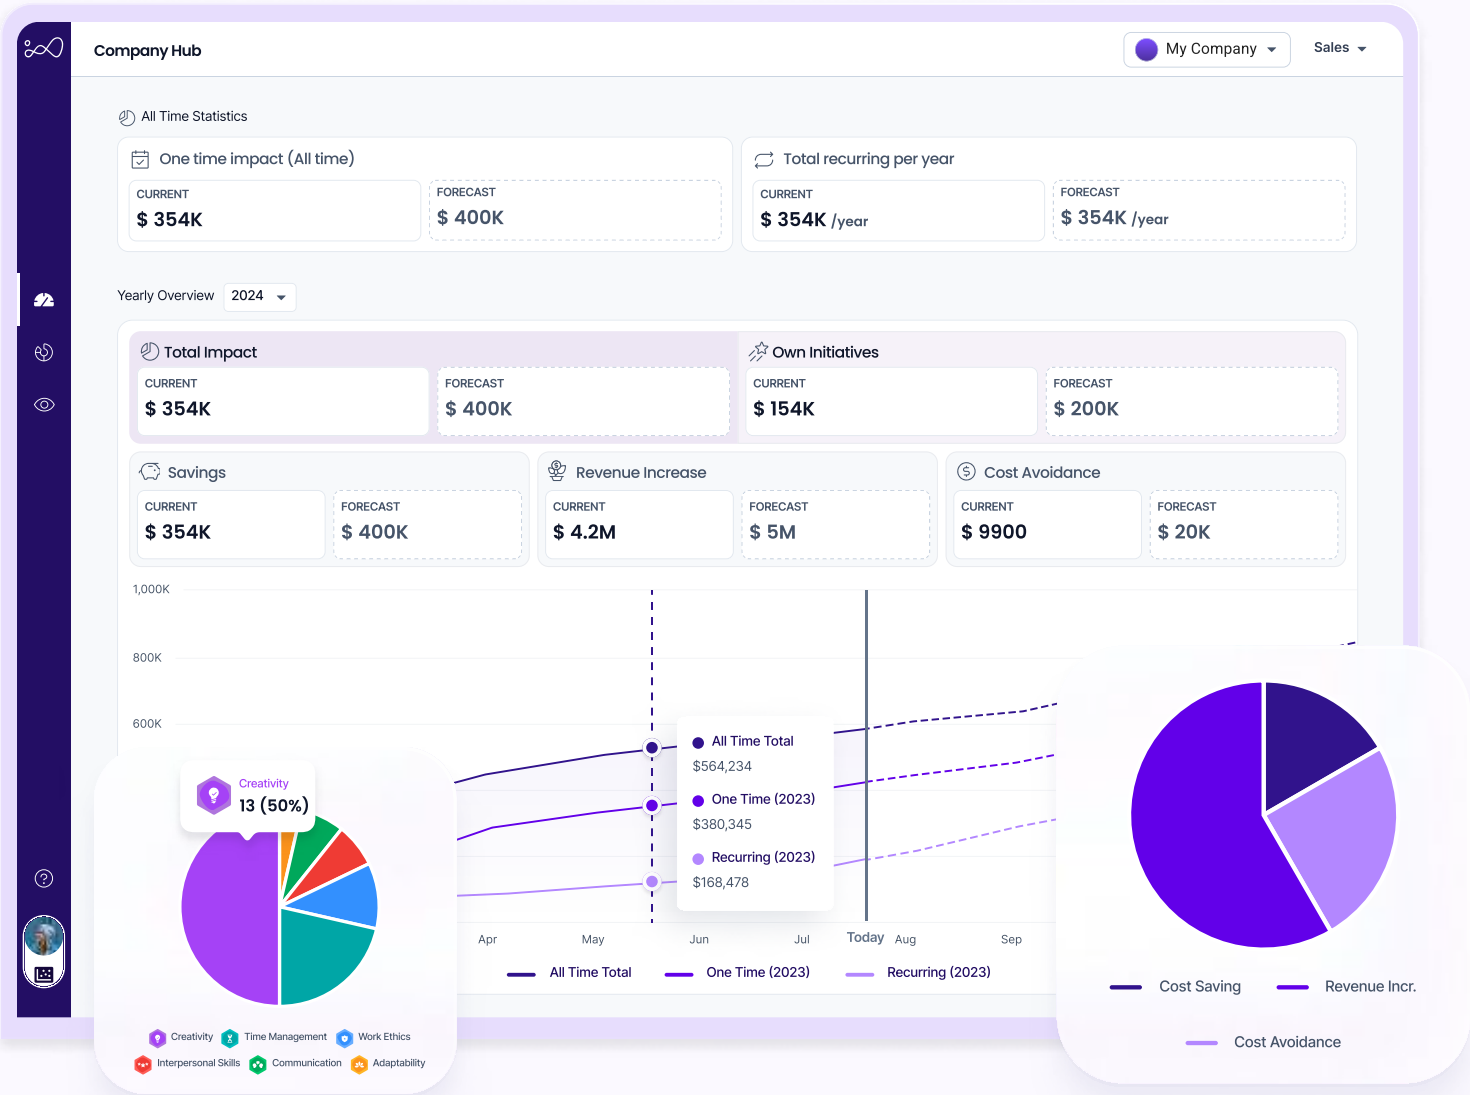 Company Hub
My Company
Sales
All Time Statistics
One time impact (All time)
CURRENT
$ 354K
FORECAST
$ 400K
Total recurring per year
CURRENT
$ 354K /year
FORECAST
$ 354K /year
Yearly Overview
2024
Total Impact
CURRENT
$ 354K
FORECAST
$ 400K
Own Initiatives
CURRENT
$ 154K
FORECAST
$ 200K
Savings
CURRENT
$ 354K
FORECAST
$ 400K
Revenue Increase
CURRENT
$ 4.2M
FORECAST
$ 5M
Cost Avoidance
CURRENT
$ 9900
FORECAST
$ 20K
1,000K
800K
600K
All Time Total
$564,234
One Time (2023)
$380,345
Recurring (2023)
$168,478
Apr
May
Jun
Jul
Today
Aug
Sep
All Time Total
One Time (2023)
Recurring (2023)
Creativity
13 (50%)
Creativity
Time Management
Work Ethics
Interpersonal Skills
Communication
Adaptability
Cost Saving
Revenue Incr.
Cost Avoidance